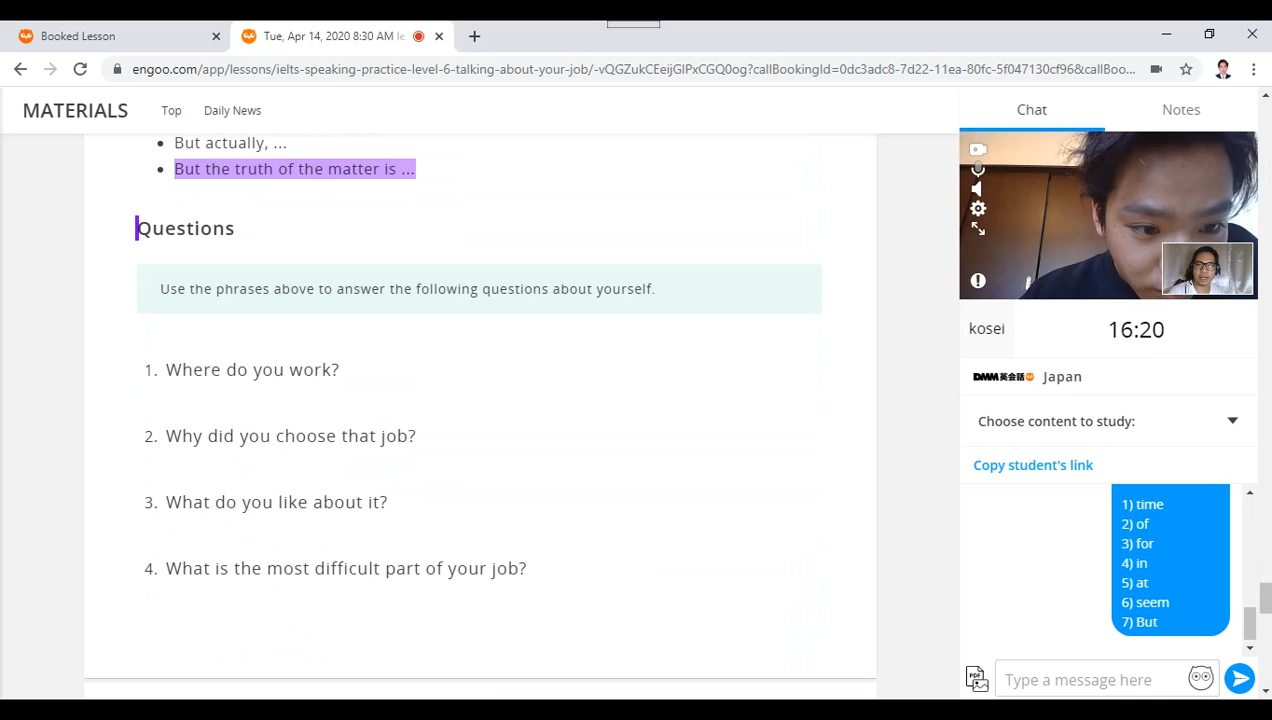 Booked Lesson
Tue, Apr 14, 2020 8:30 AM le
engoo.com/app/lessons/ielts-speaking-practice-level-6-talking-about-your-job/-vQGZukCEeijGlPxCGQ0og?callBookingId=0dc3adc8-7d22-11ea-80fc-5f047130cf96&callBoo...
MATERIALS
Top
Daily News
• But actually, ...
• But the truth of the matter is ...
Questions
Use the phrases above to answer the following questions about yourself.
1. Where do you work?
2. Why did you choose that job?
3. What do you like about it?
4. What is the most difficult part of your job?
Chat
Notes
kosei
16:20
DMM英会話
Japan
Choose content to study:
Copy student's link
1) time
2) of
3) for
4) in
5) at
6) seem
7) But
PDF
Type a message here